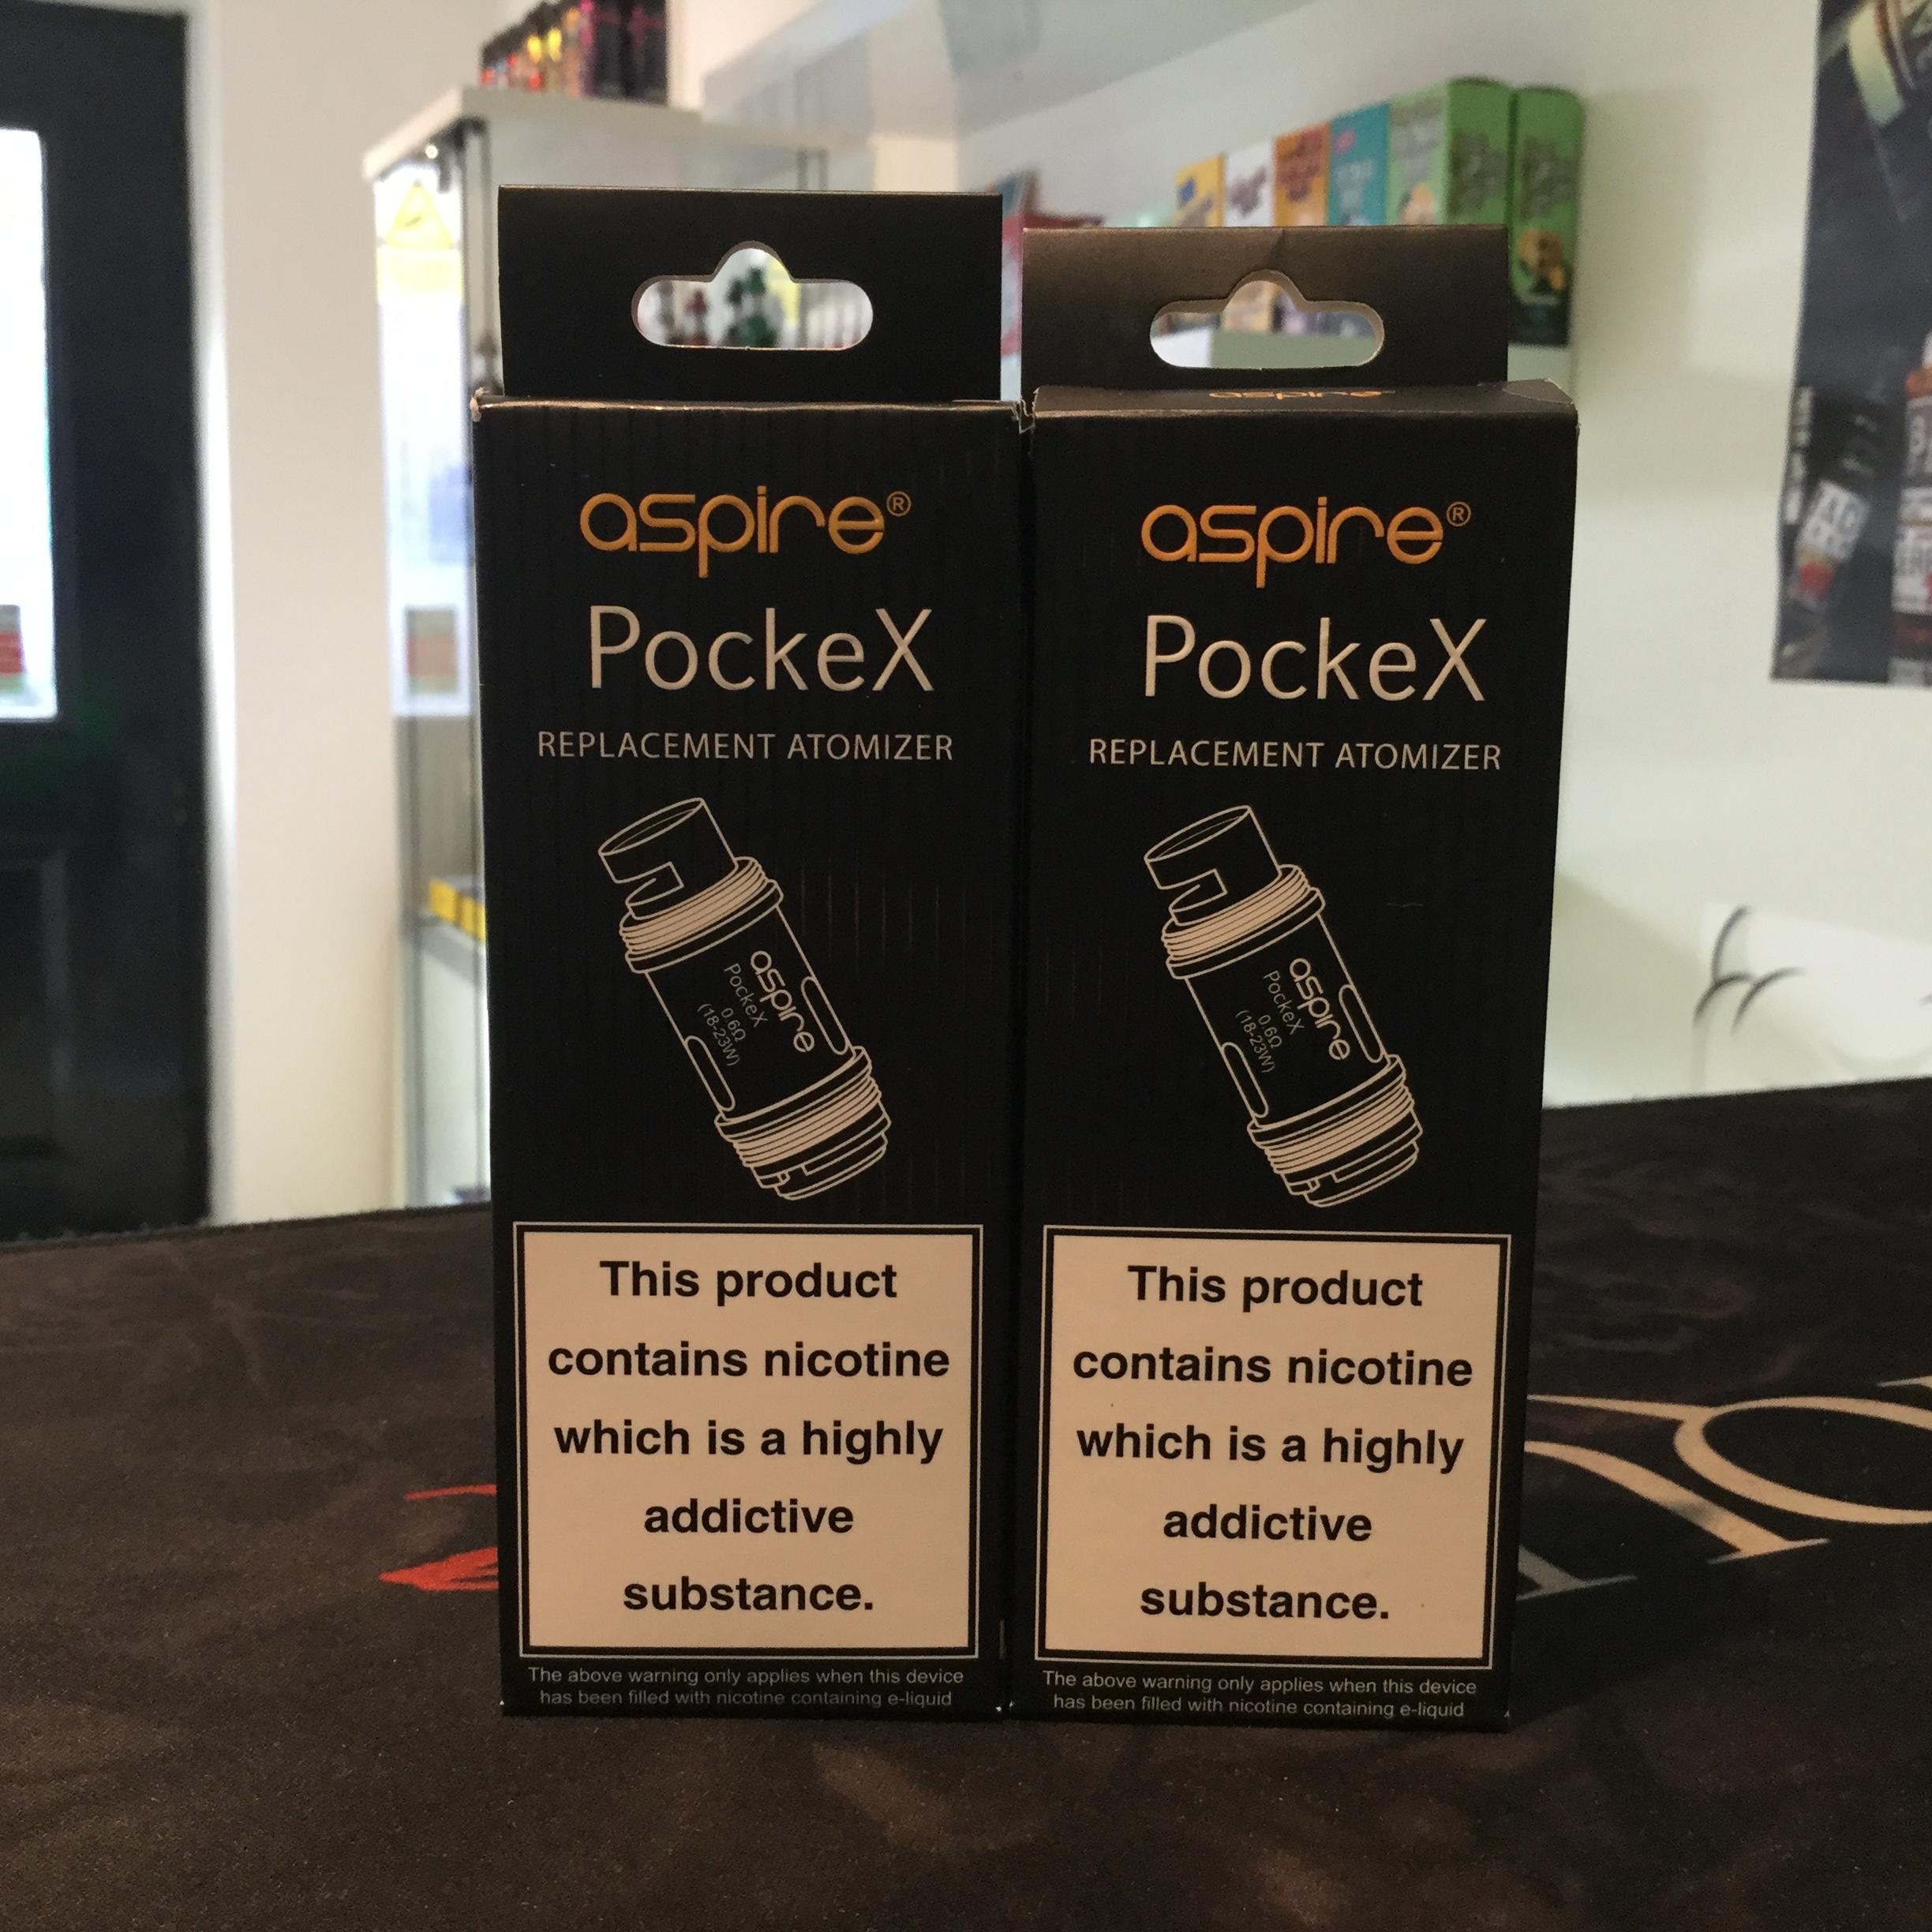 aspire®
PockeX
REPLACEMENT ATOMIZER
aspire
PockeX
0.6Ω
(18-23W)
This product
contains nicotine
which is a highly
addictive
substance.
The above warning only applies when this device
has been filled with nicotine containing e-liquid
aspire
aspire®
PockeX
REPLACEMENT ATOMIZER
aspire
PockeX
0.6Ω
(18-23W)
This product
contains nicotine
which is a highly
addictive
substance.
The above warning only applies when this device
has been filled with nicotine containing e-liquid